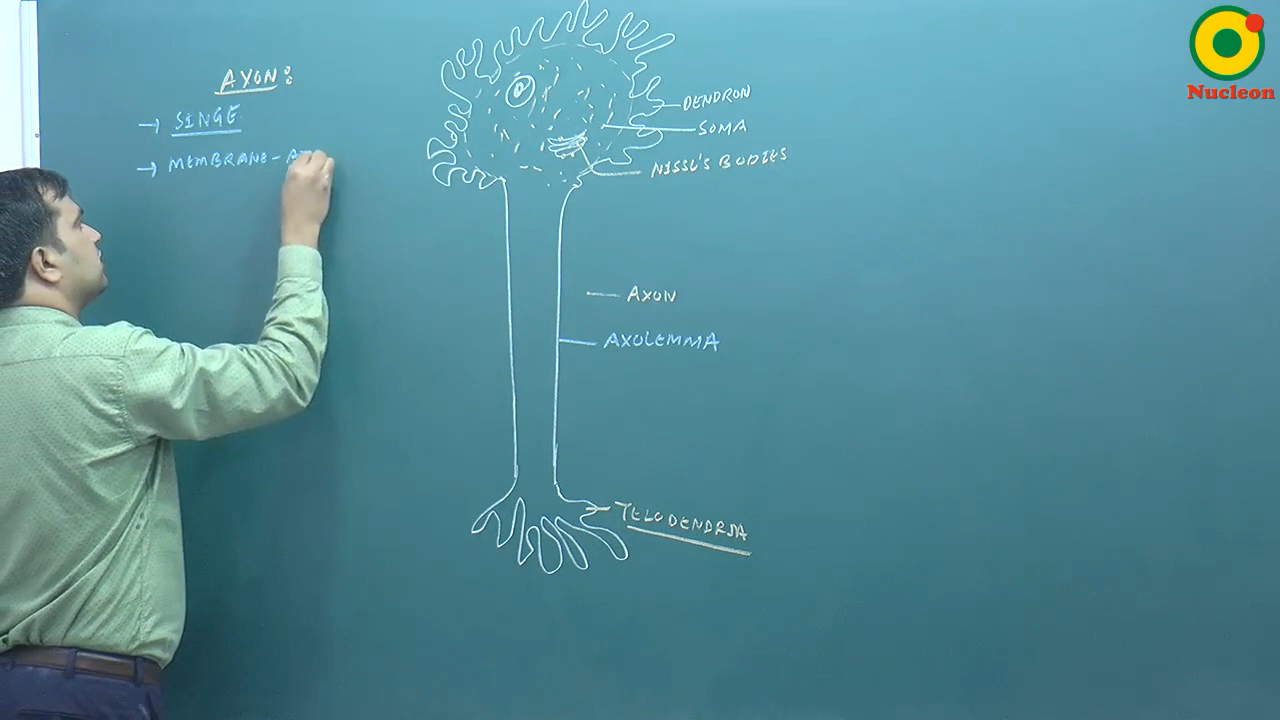 AXON:
→ SINGE
→ MEMBRANE -
DENDRON
SOMA
NISSL'S BODIES
AXON
AXOLEMMA
TELODENDRIA
Nucleon